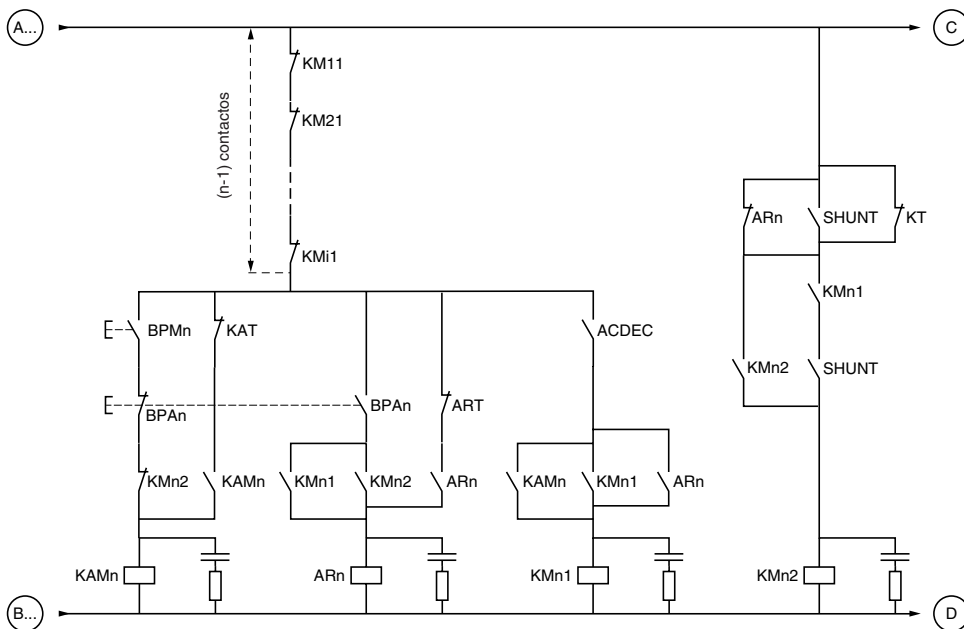 A...
C
KM11
KM21
(n-1) contactos
KMi1
ARn
SHUNT
KT
KMn1
BPMn
KAT
ACDEC
KMn2
SHUNT
BPAn
BPAn
ART
KMn2
KAMn
KMn1
KMn2
ARn
KAMn
KMn1
ARn
KAMn
ARn
KMn1
KMn2
B...
D